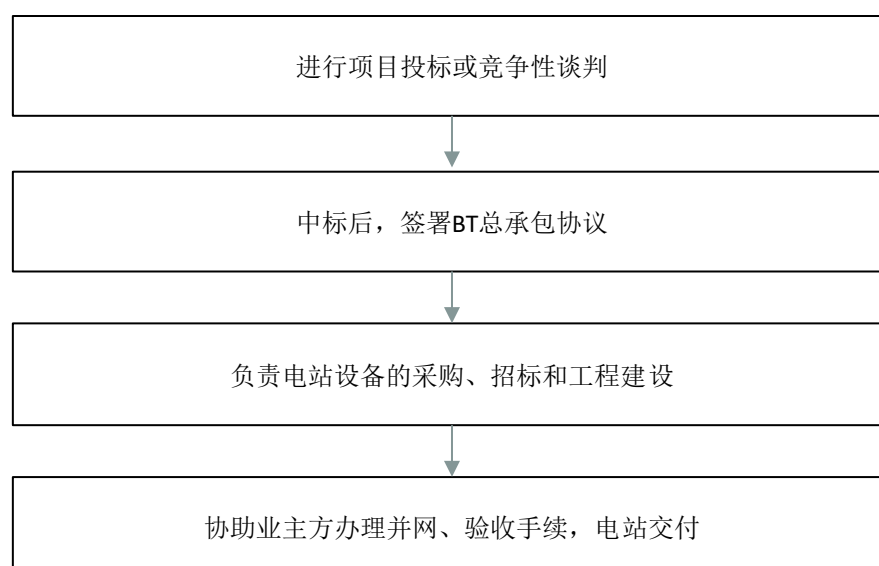 进行项目投标或竞争性谈判
中标后，签署BT总承包协议
负责电站设备的采购、招标和工程建设
协助业主方办理并网、验收手续，电站交付